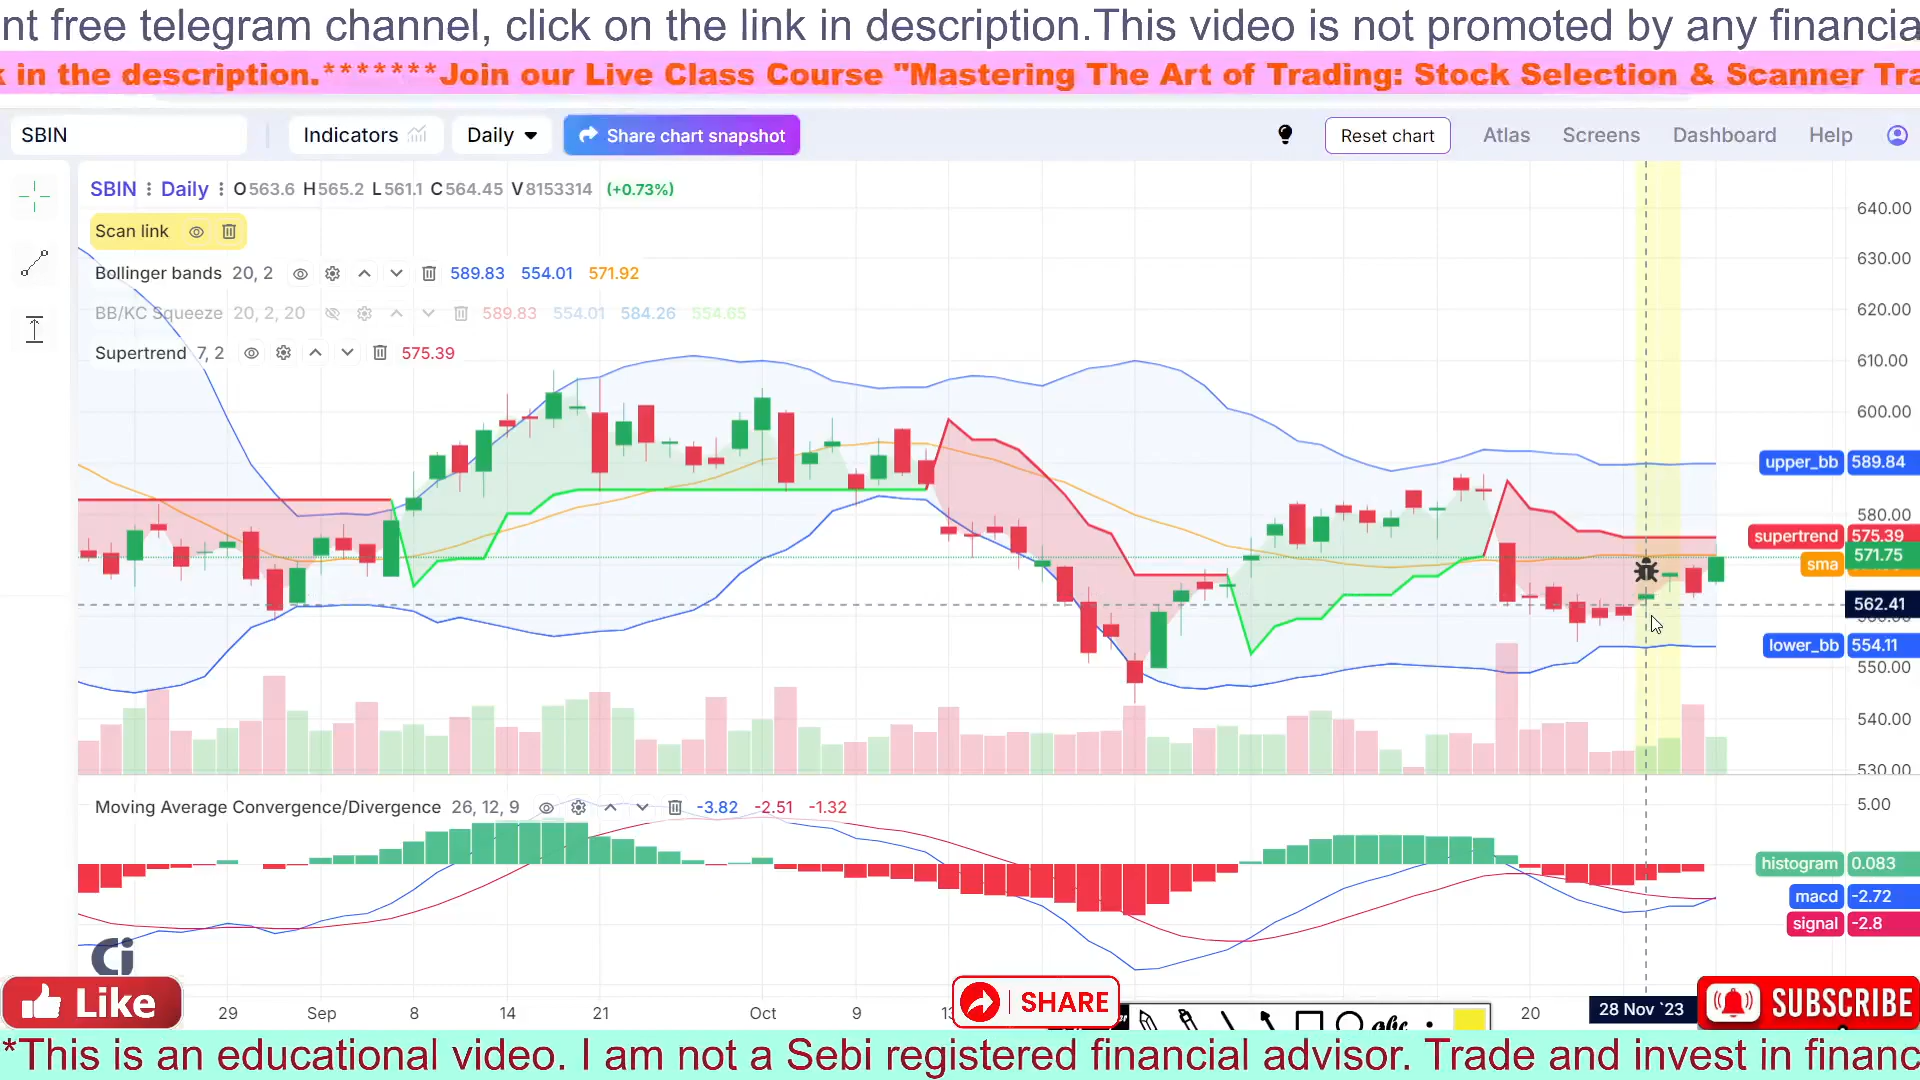 nt free telegram channel, click on the link in description.This video is not promoted by any financia
k in the description.*******Join our Live Class Course "Mastering The Art of Trading: Stock Selection & Scanner Tra
SBIN Indicators Daily Share chart snapshot Reset chart Atlas Screens Dashboard Help
SBIN Daily O563.6 H565.2 L561.1 C564.45 V8153314 (+0.73%)
Scan link
Bollinger bands 20, 2 589.83 554.01 571.92
BB/KC Squeeze 20, 2, 20 589.83 554.01 584.26 554.65
Supertrend 7, 2 575.39
640.00
630.00
620.00
610.00
600.00
upper_bb 589.84
580.00
supertrend 575.39
571.75
sma
562.41
lower_bb 554.11
550.00
540.00
530.00
Moving Average Convergence/Divergence 26, 12, 9 -3.82 -2.51 -1.32
5.00
histogram 0.083
macd -2.72
signal -2.8
Ci
29 Sep 8 14 21 Oct 9 20 28 Nov `23
Like
SHARE
abc
SUBSCRIBE
*This is an educational video. I am not a Sebi registered financial advisor. Trade and invest in financ